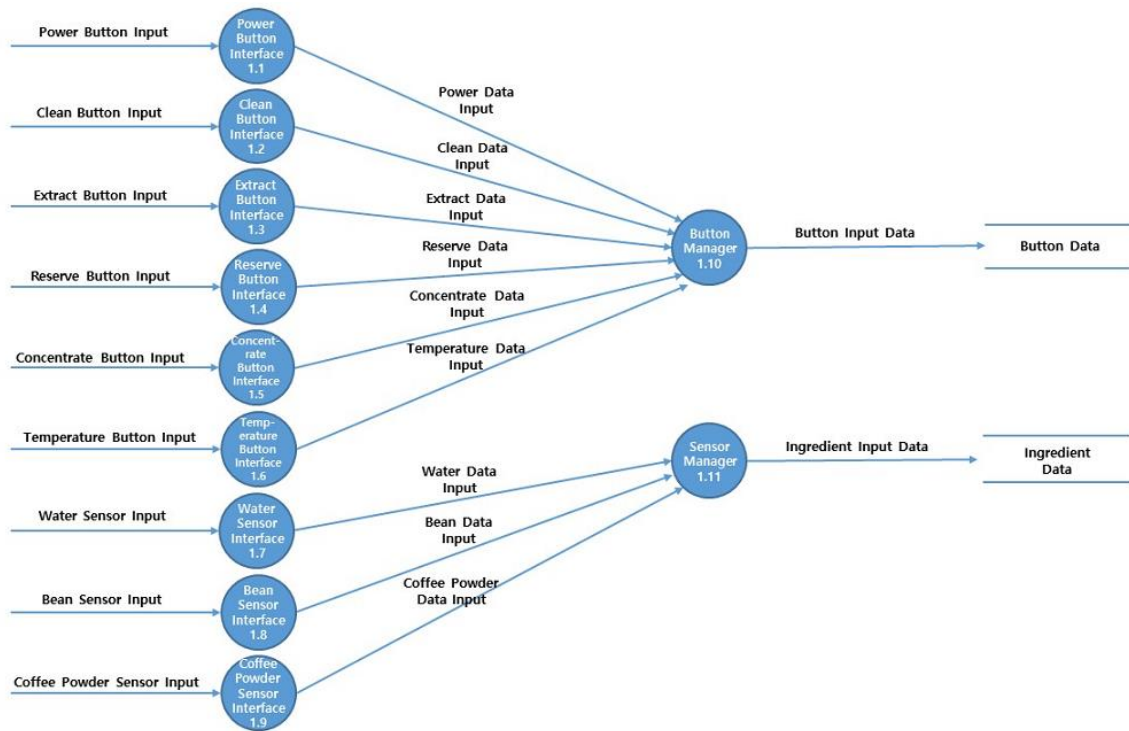 Power Button Input
Power
Button
Interface
1.1
Power Data
Input
Clean Button Input
Clean
Button
Interface
1.2
Clean Data
Input
Extract Button Input
Extract
Button
Interface
1.3
Extract Data
Input
Reserve Button Input
Reserve
Button
Interface
1.4
Reserve Data
Input
Button
Manager
1.10
Button Input Data
Button Data
Concentrate Button Input
Concent-
rate
Button
Interface
1.5
Concentrate Data
Input
Temperature Button Input
Temp-
erature
Button
Interface
1.6
Temperature Data
Input
Water Sensor Input
Water
Sensor
Interface
1.7
Water Data
Input
Sensor
Manager
1.11
Ingredient Input Data
Ingredient
Data
Bean Sensor Input
Bean
Sensor
Interface
1.8
Bean Data
Input
Coffee Powder Sensor Input
Coffee
Powder
Sensor
Interface
1.9
Coffee Powder
Data Input